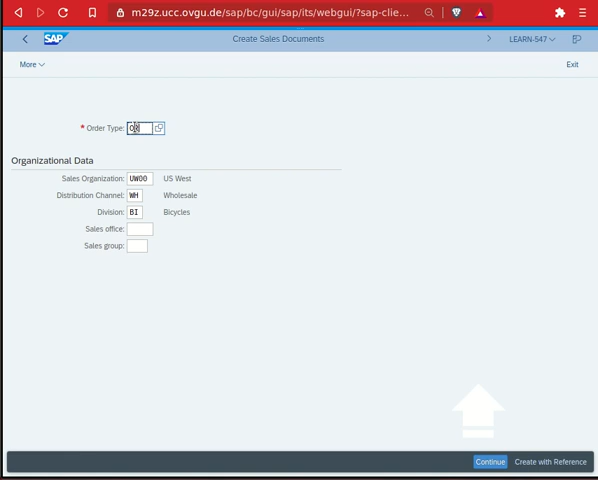 m29z.ucc.ovgu.de/sap/bc/gui/sap/its/webgui/?sap-clie...
SAP Create Sales Documents LEARN-547
More Exit
* Order Type:
Organizational Data
Sales Organization: UW00 US West
Distribution Channel: WH Wholesale
Division: BI Bicycles
Sales office:
Sales group:
Continue Create with Reference